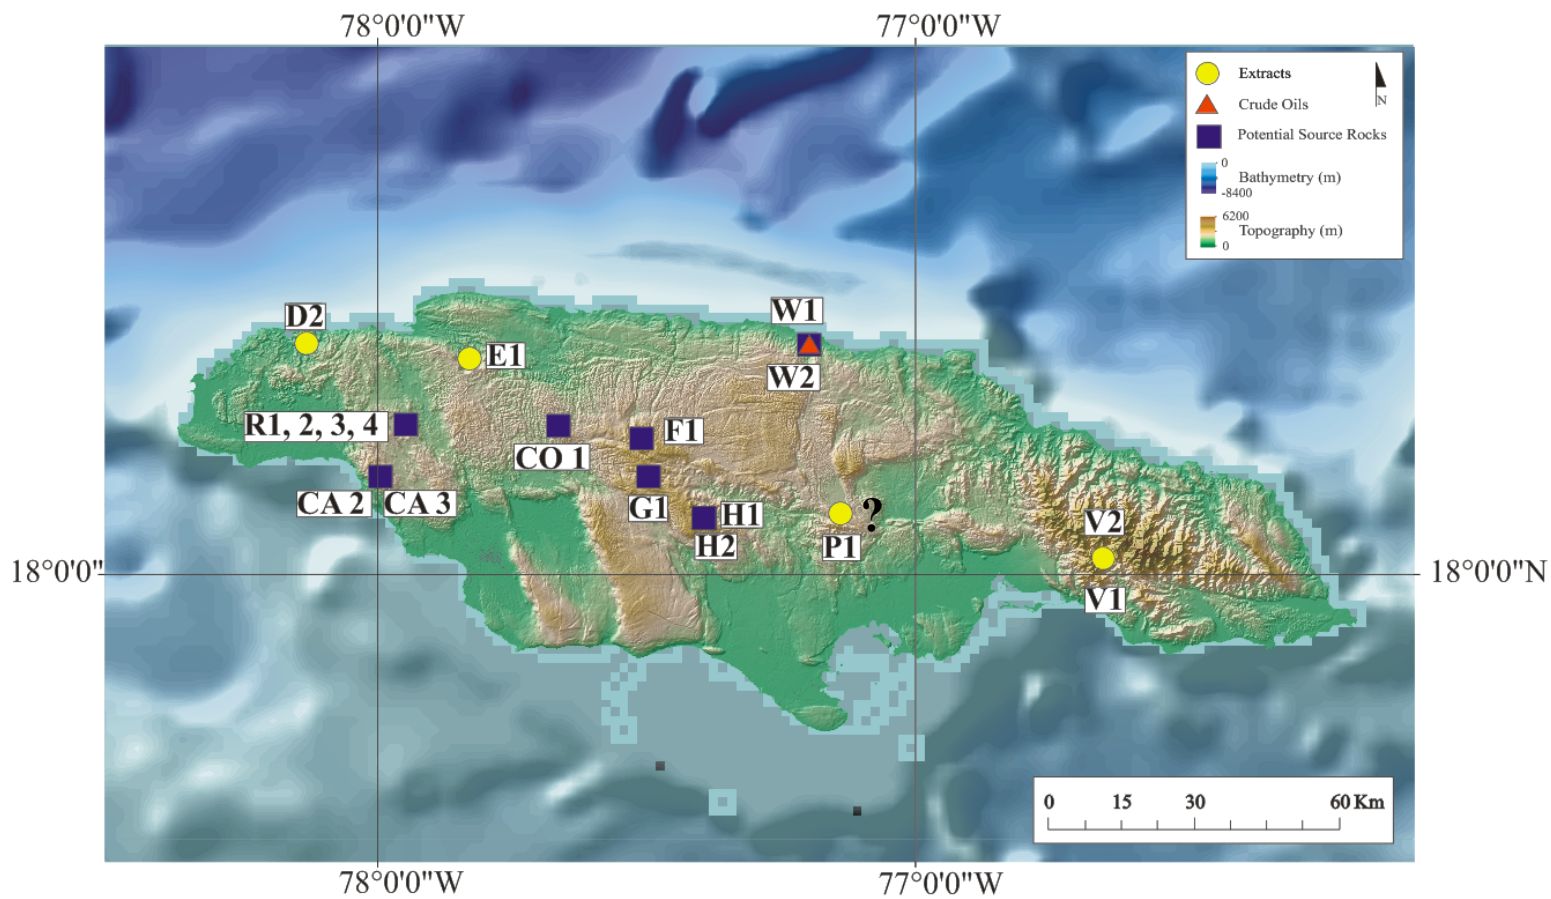 78°0'0"W
77°0'0"W
Extracts
N
Crude Oils
Potential Source Rocks
0
Bathymetry (m)
-8400
6200
Topography (m)
0
D2
W1
E1
W2
R1, 2, 3, 4
F1
CO 1
CA 2
CA 3
G1
H1
?
V2
H2
P1
18°0'0"
18°0'0"N
V1
0 15 30 60 Km
78°0'0"W
77°0'0"W